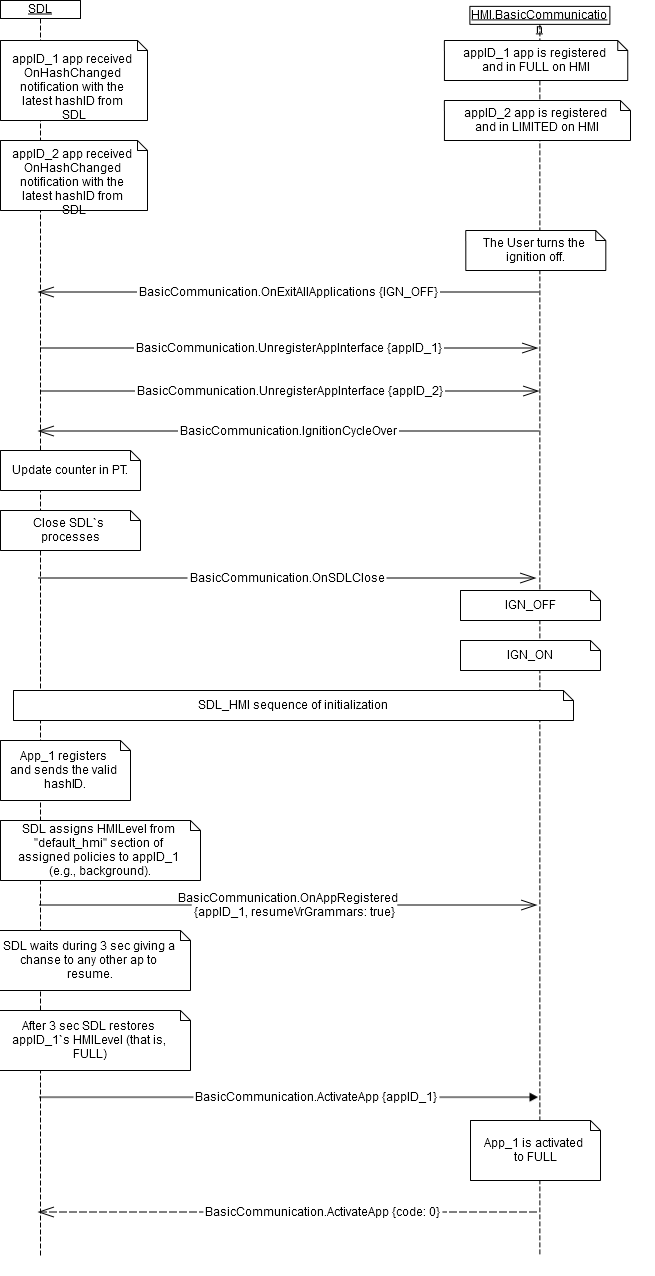 SDL
HMI.BasicCommunicatio
n
appID_1 app received
OnHashChanged
notification with the
latest hashID from
SDL
appID_1 app is registered
and in FULL on HMI
appID_2 app is registered
and in LIMITED on HMI
appID_2 app received
OnHashChanged
notification with the
latest hashID from
SDL
The User turns the
ignition off.
BasicCommunication.OnExitAllApplications {IGN_OFF}
BasicCommunication.UnregisterAppInterface {appID_1}
BasicCommunication.UnregisterAppInterface {appID_2}
BasicCommunication.IgnitionCycleOver
Update counter in PT.
Close SDL`s
processes
BasicCommunication.OnSDLClose
IGN_OFF
IGN_ON
SDL_HMI sequence of initialization
App_1 registers
and sends the valid
hashID.
SDL assigns HMILevel from
"default_hmi" section of
assigned policies to appID_1
(e.g., background).
BasicCommunication.OnAppRegistered
{appID_1, resumeVrGrammars: true}
SDL waits during 3 sec giving a
chanse to any other ap to
resume.
After 3 sec SDL restores
appID_1`s HMILevel (that is,
FULL)
BasicCommunication.ActivateApp {appID_1}
App_1 is activated
to FULL
BasicCommunication.ActivateApp {code: 0}